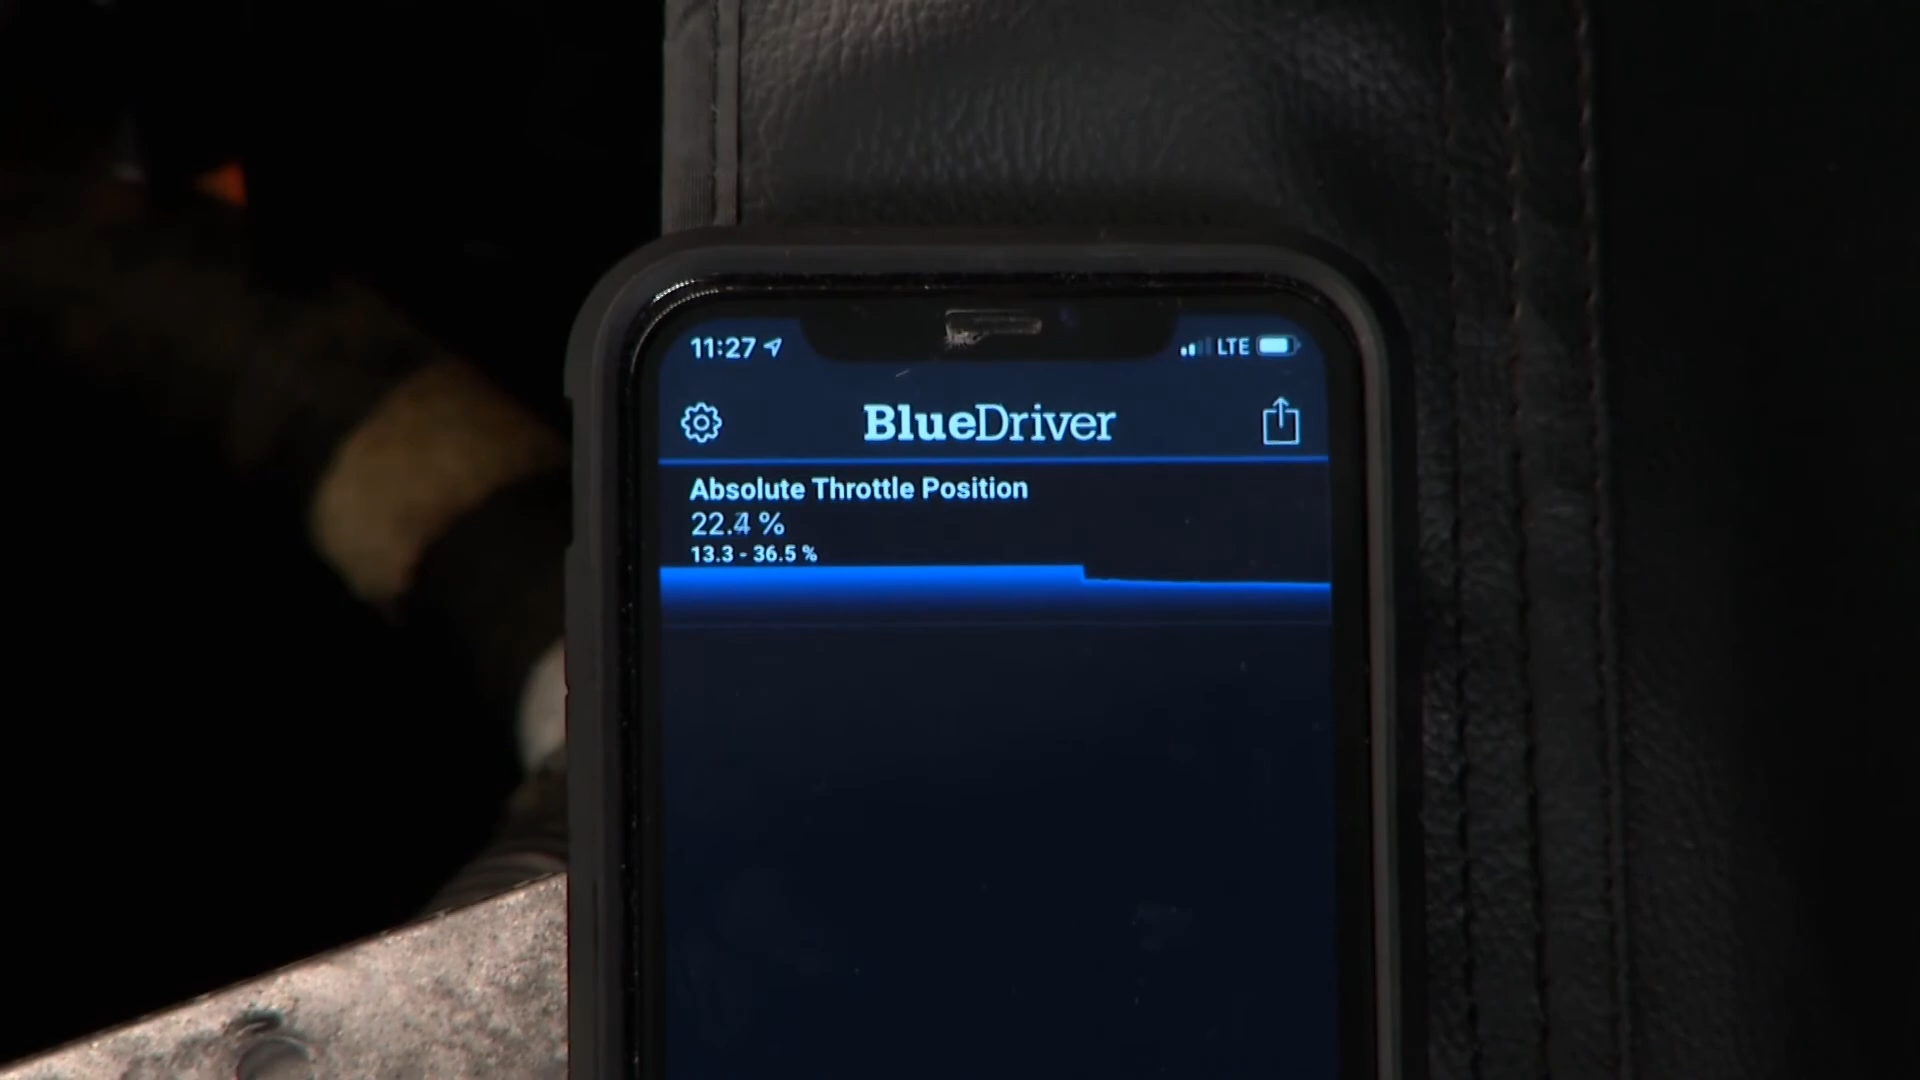 11:27 LTE
BlueDriver
Absolute Throttle Position
22.4 %
13.3 - 36.5 %